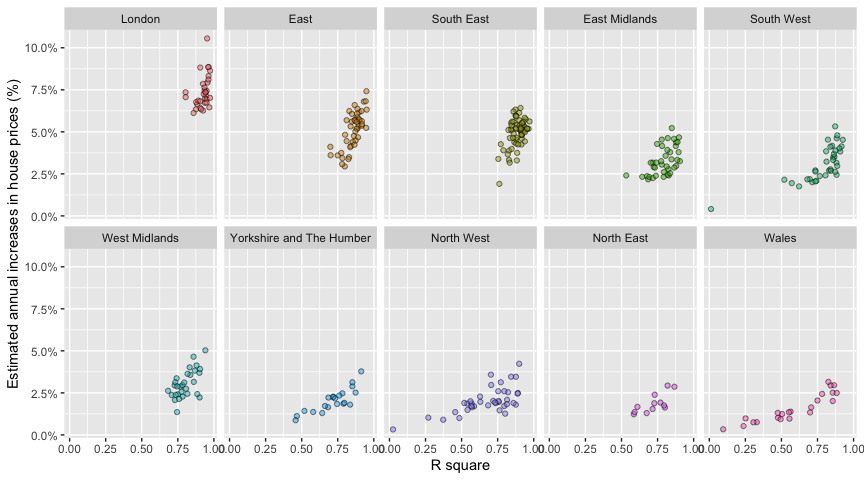 London East South East East Midlands South West
10.0%
7.5%
5.0%
2.5%
0.0%
West Midlands Yorkshire and The Humber North West North East Wales
10.0%
7.5%
5.0%
2.5%
0.0%
0.00 0.25 0.50 0.75 1.00 0.00 0.25 0.50 0.75 1.00 0.00 0.25 0.50 0.75 1.00 0.00 0.25 0.50 0.75 1.00 0.00 0.25 0.50 0.75 1.00
R square
Estimated annual increases in house prices (%)